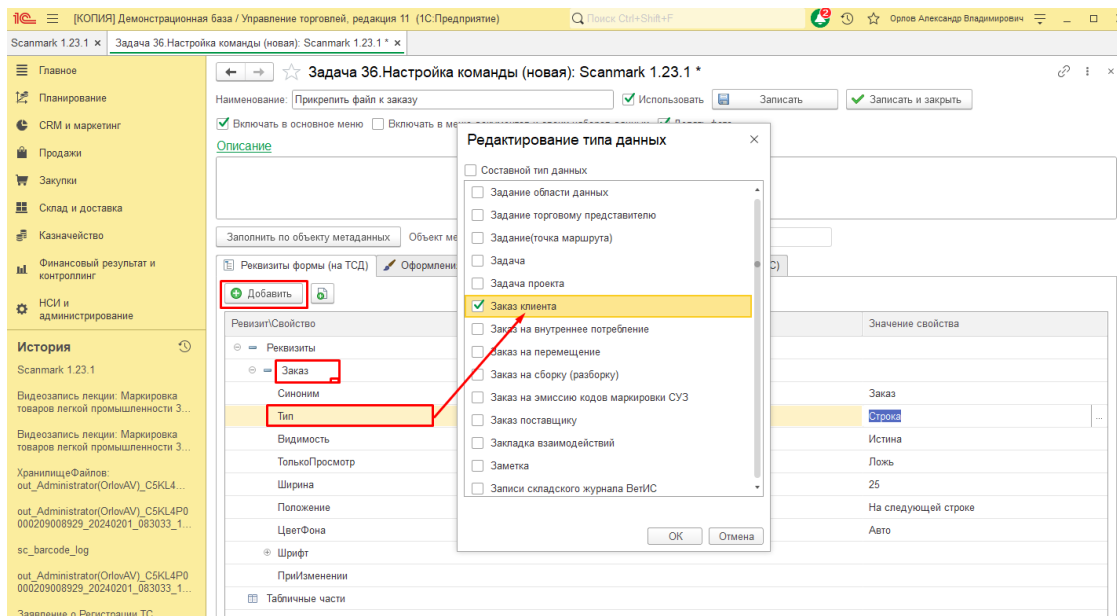 [КОПИЯ] Демонстрационная база / Управление торговлей, редакция 11 (1С:Предприятие)
Поиск Ctrl+Shift+F
2
Орлов Александр Владимирович
Scanmark 1.23.1 ×
Задача 36.Настройка команды (новая): Scanmark 1.23.1 * ×
Главное
Планирование
CRM и маркетинг
Продажи
Закупки
Склад и доставка
Казначейство
Финансовый результат и
контроллинг
НСИ и
администрирование
История
Scanmark 1.23.1
Видеозапись лекции: Маркировка
товаров легкой промышленности 3...
Видеозапись лекции: Маркировка
товаров легкой промышленности 3...
ХранилищеФайлов:
out_Administrator(OrlovAV)_C5KL4...
out_Administrator(OrlovAV)_C5KL4P0
000209008929_20240201_083033_1...
sc_barcode_log
out_Administrator(OrlovAV)_C5KL4P0
000209008929_20240201_083033_1...
Заявление о Регистрации ТС
Задача 36.Настройка команды (новая): Scanmark 1.23.1 *
Наименование: Прикрепить файл к заказу
Использовать
Записать
Записать и закрыть
Включать в основное меню
Включать в ме
Описание
Заполнить по объекту метаданных
Объект ме
Реквизиты формы (на ТСД)
Оформлени
С)
Добавить
Ревизит\Свойство
Значение свойства
Реквизиты
Заказ
Синоним
Заказ
Тип
Строка
...
Видимость
Истина
ТолькоПросмотр
Ложь
Ширина
25
Положение
На следующей строке
ЦветФона
Авто
Шрифт
ПриИзменении
Табличные части
Редактирование типа данных
Составной тип данных
Задание области данных
Задание торговому представителю
Задание(точка маршрута)
Задача
Задача проекта
Заказ клиента
Заказ на внутреннее потребление
Заказ на перемещение
Заказ на сборку (разборку)
Заказ на эмиссию кодов маркировки СУЗ
Заказ поставщику
Закладка взаимодействий
Заметка
Записи складского журнала ВетИС
ОК
Отмена